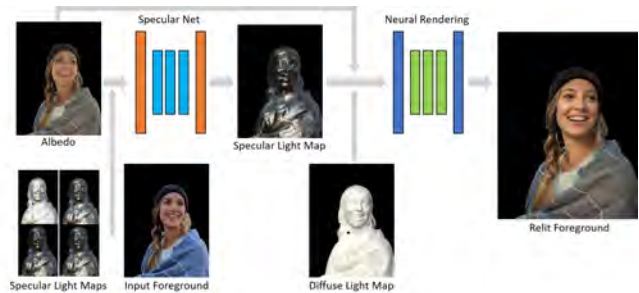 Specular Net
Neural Rendering
Albedo
Specular Light Map
Specular Light Maps
Input Foreground
Diffuse Light Map
Relit Foreground